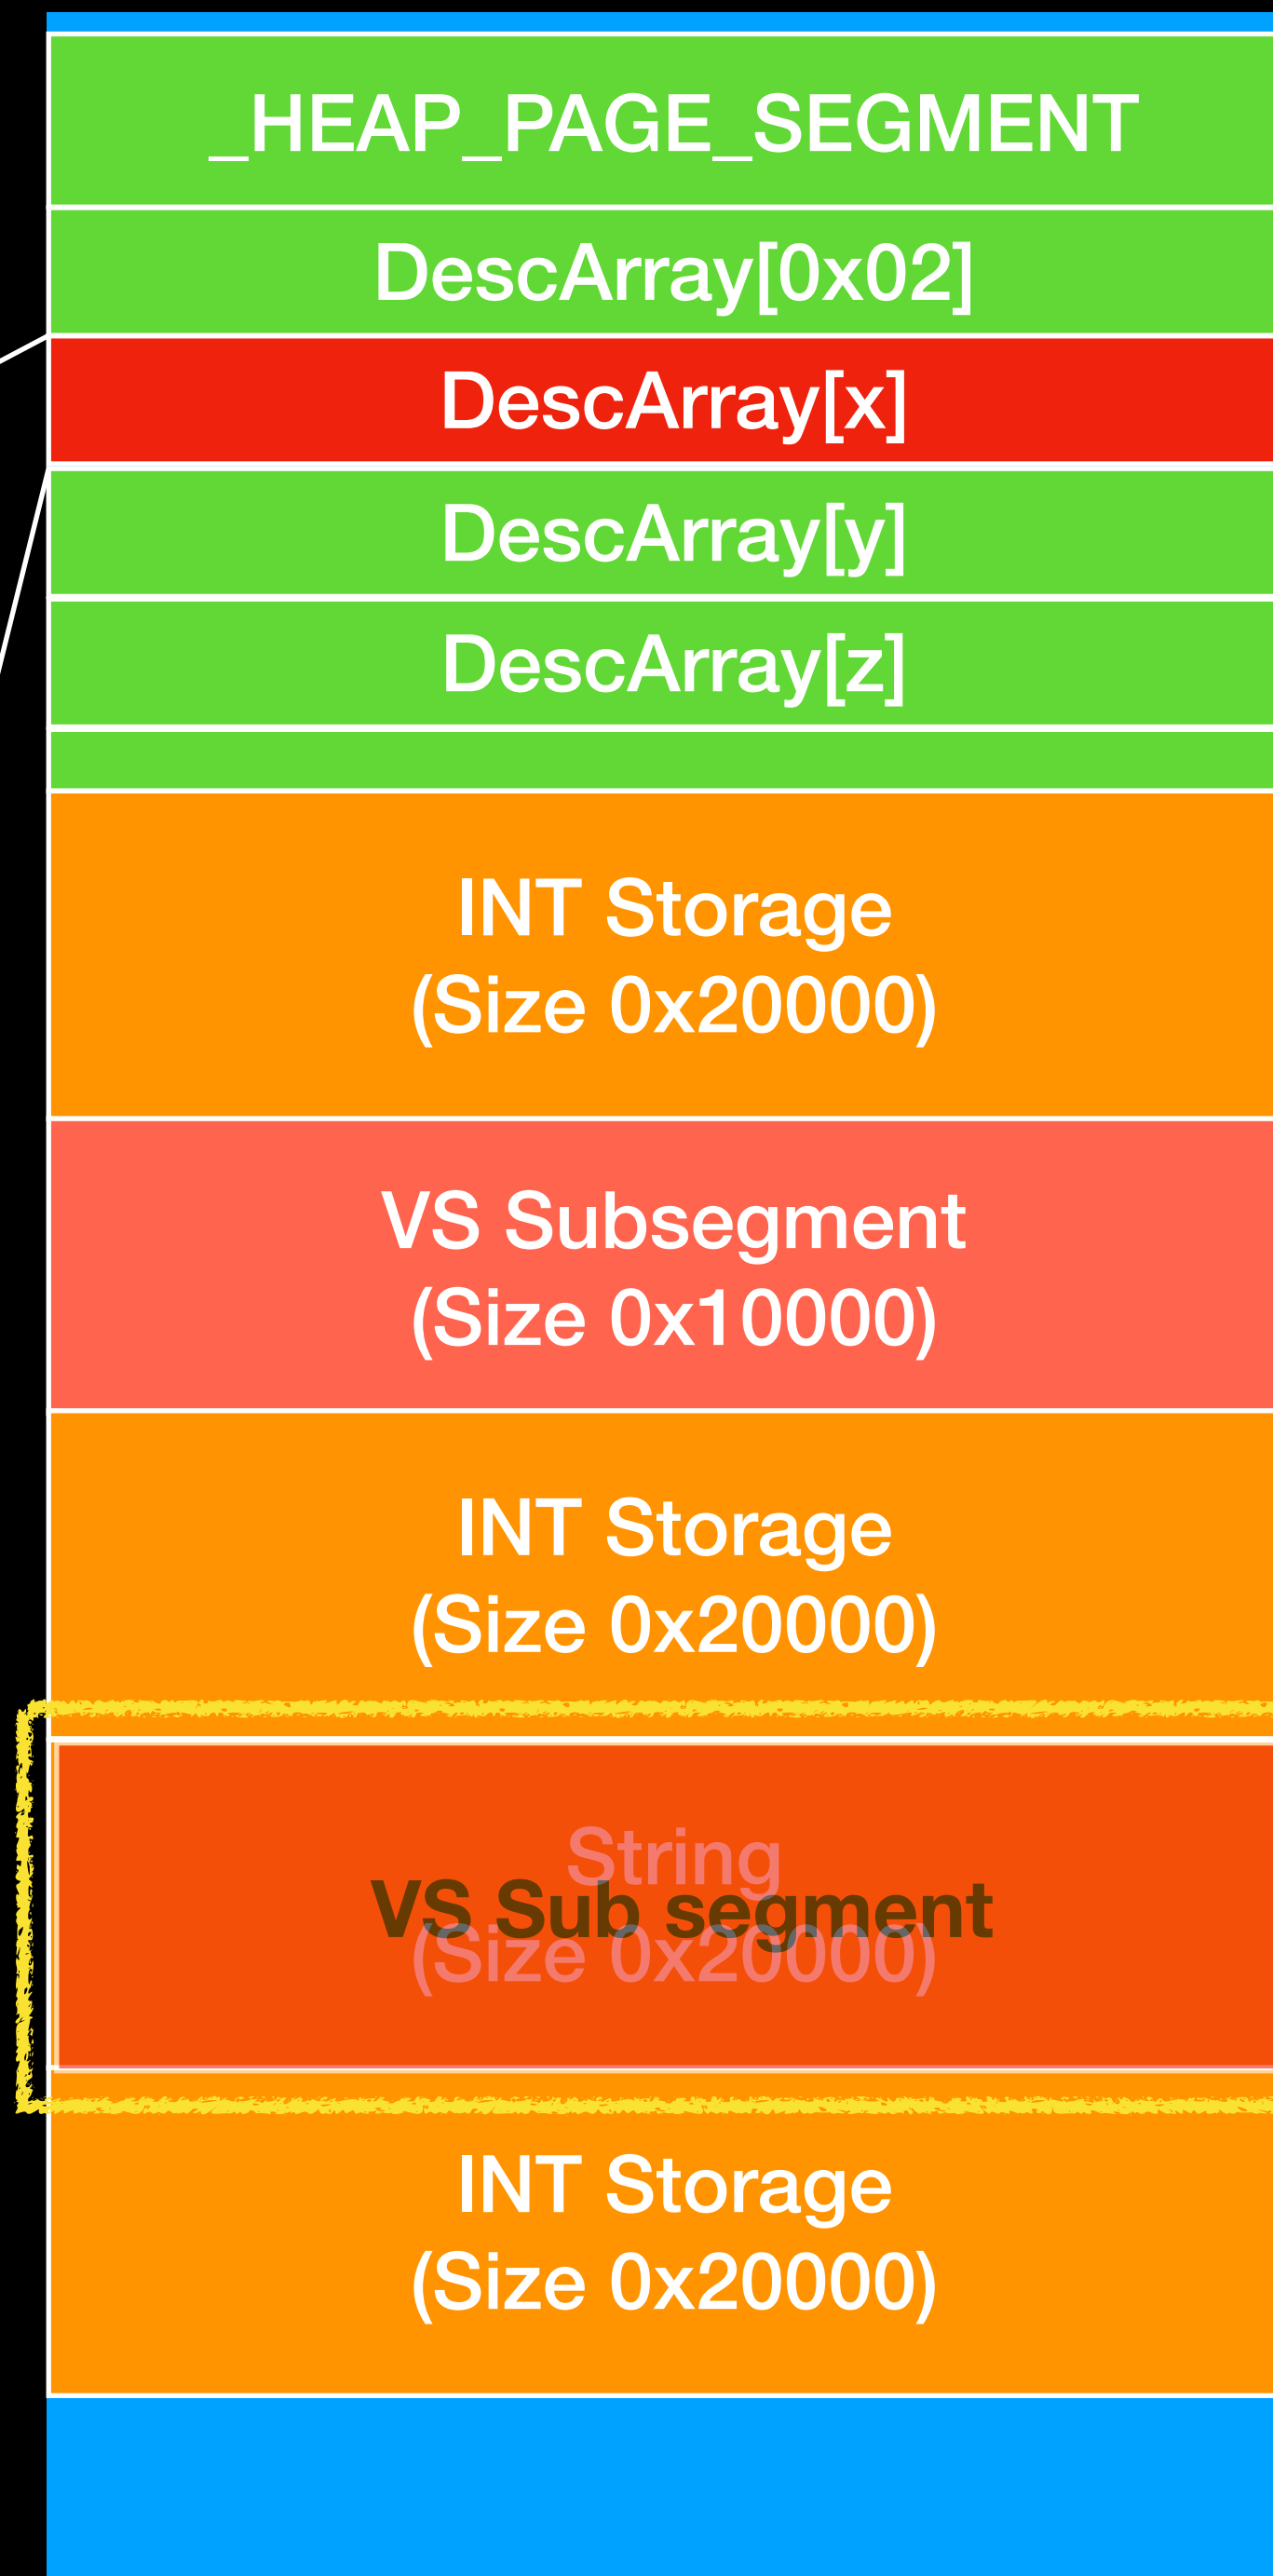 _HEAP_PAGE_SEGMENT
DescArray[0x02]
DescArray[x]
DescArray[y]
DescArray[z]
INT Storage
(Size 0x20000)
VS Subsegment
(Size 0x10000)
INT Storage
(Size 0x20000)
String
VS Sub segment
(Size 0x20000)
INT Storage
(Size 0x20000)